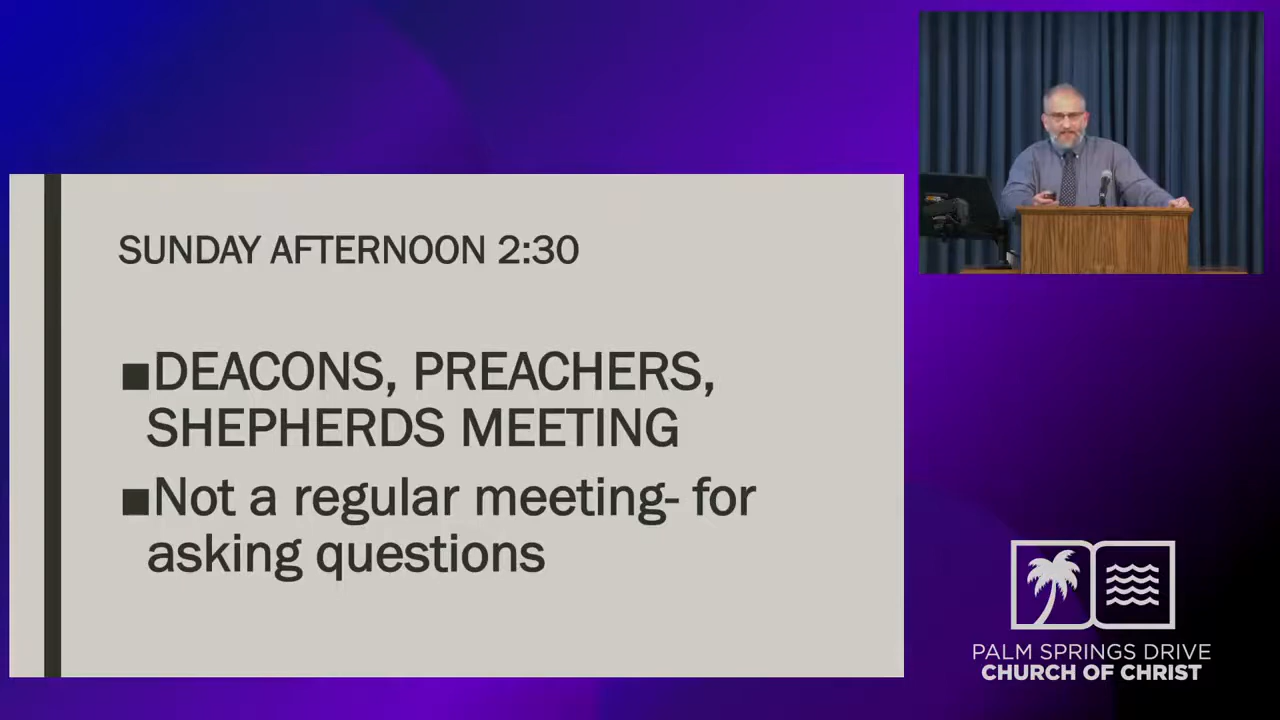 SUNDAY AFTERNOON 2:30
■DEACONS, PREACHERS,
SHEPHERDS MEETING
■Not a regular meeting- for
asking questions
PALM SPRINGS DRIVE
CHURCH OF CHRIST